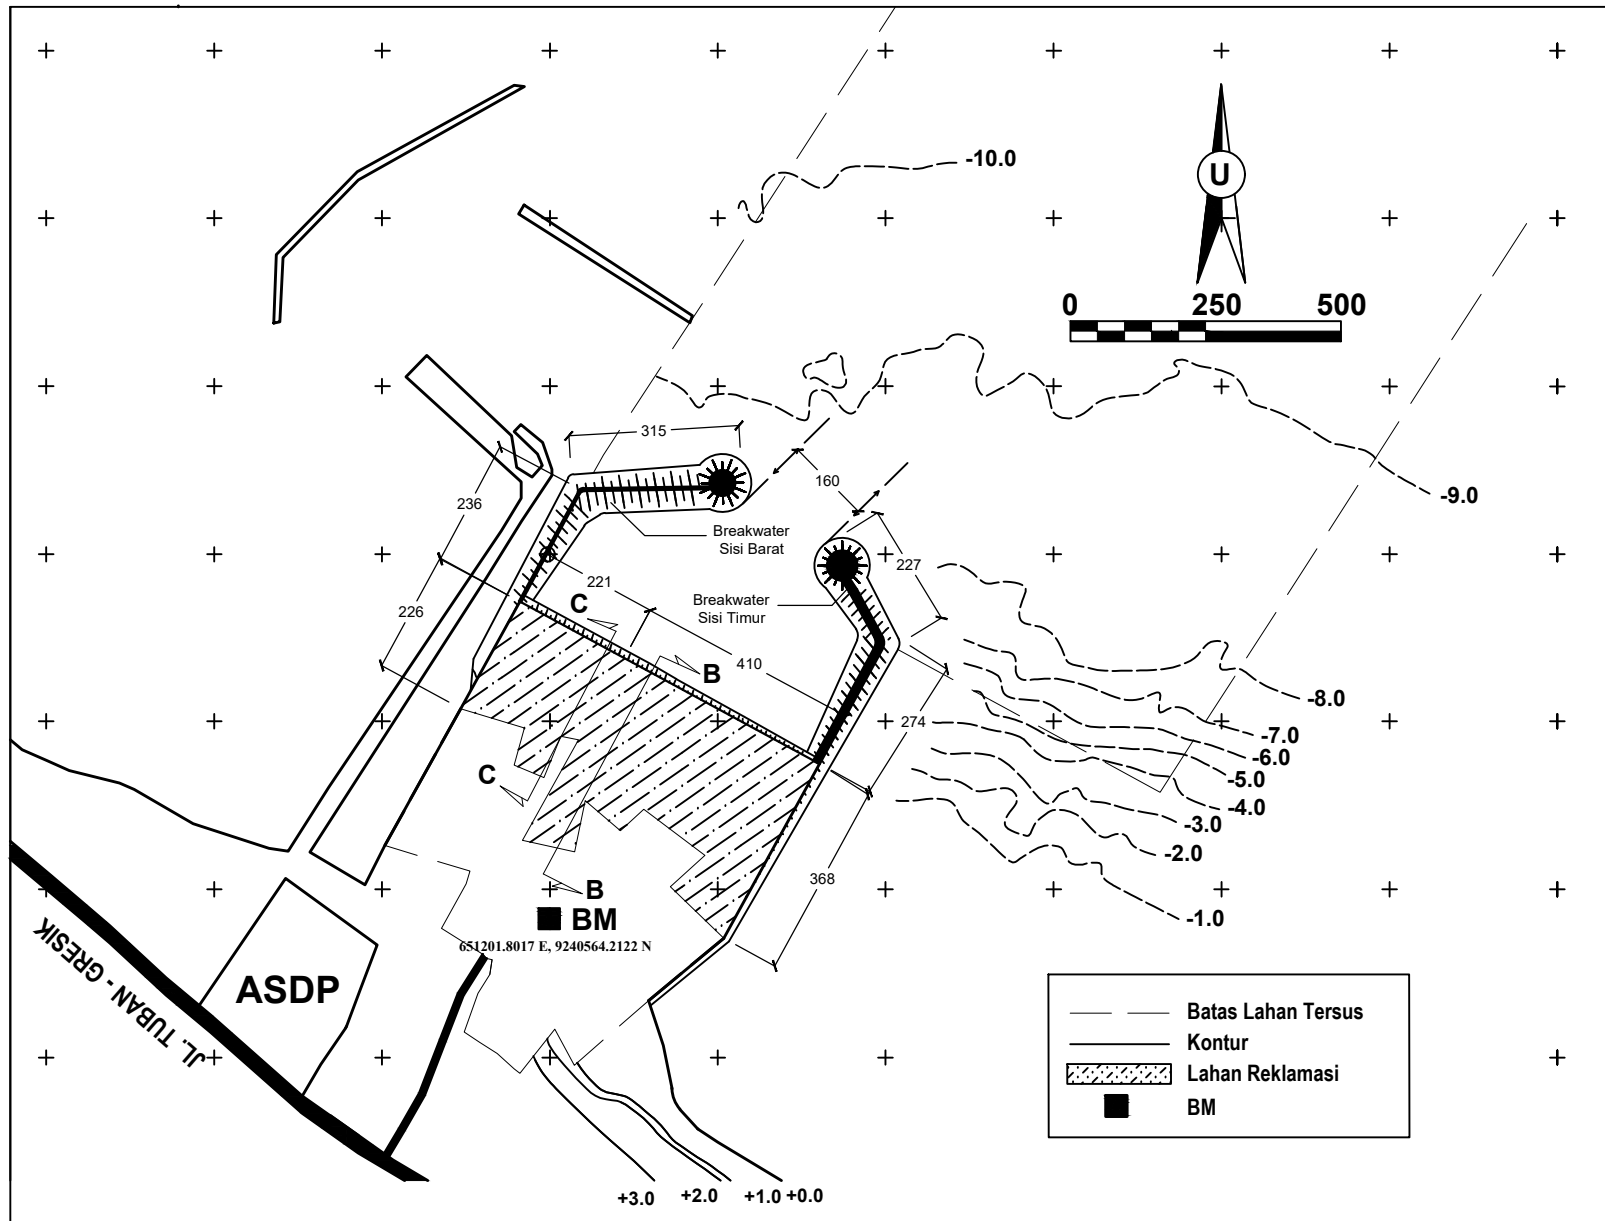 -10.0
U
0 250 500
315
-9.0
160
236
Breakwater
Sisi Barat
227
221
C
Breakwater
Sisi Timur
226
410
B
-8.0
274
-7.0
-6.0
C
-5.0
-4.0
-3.0
-2.0
368
B
BM
-1.0
651201.8017 E, 9240564.2122 N
ASDP
JL. TUBAN - GRESIK
Batas Lahan Tersus
Kontur
Lahan Reklamasi
BM
+3.0 +2.0 +1.0 +0.0